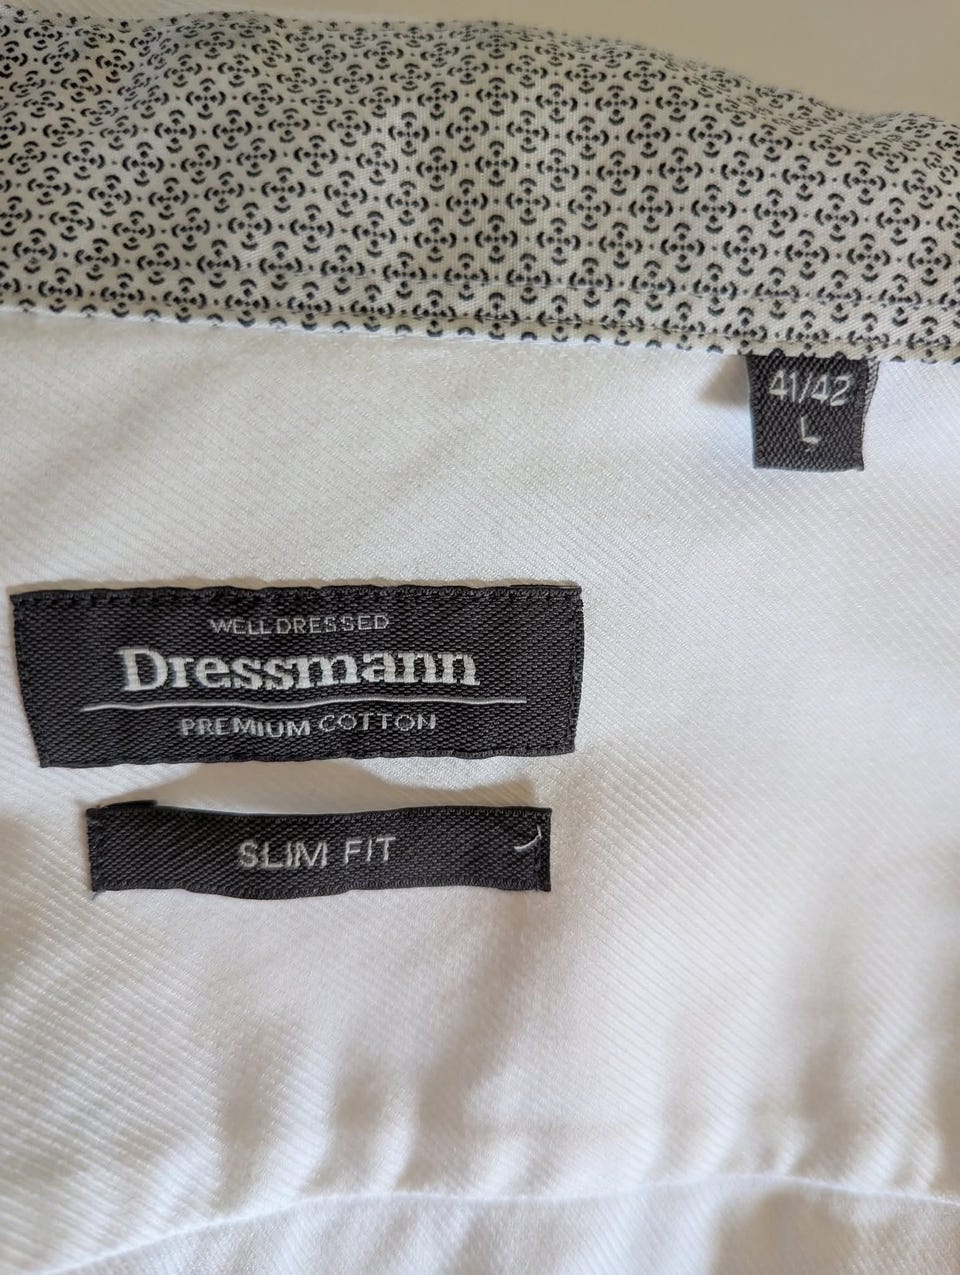 41/42
L
WELL DRESSED
Dressmann
PREMIUM COTTON
SLIM FIT